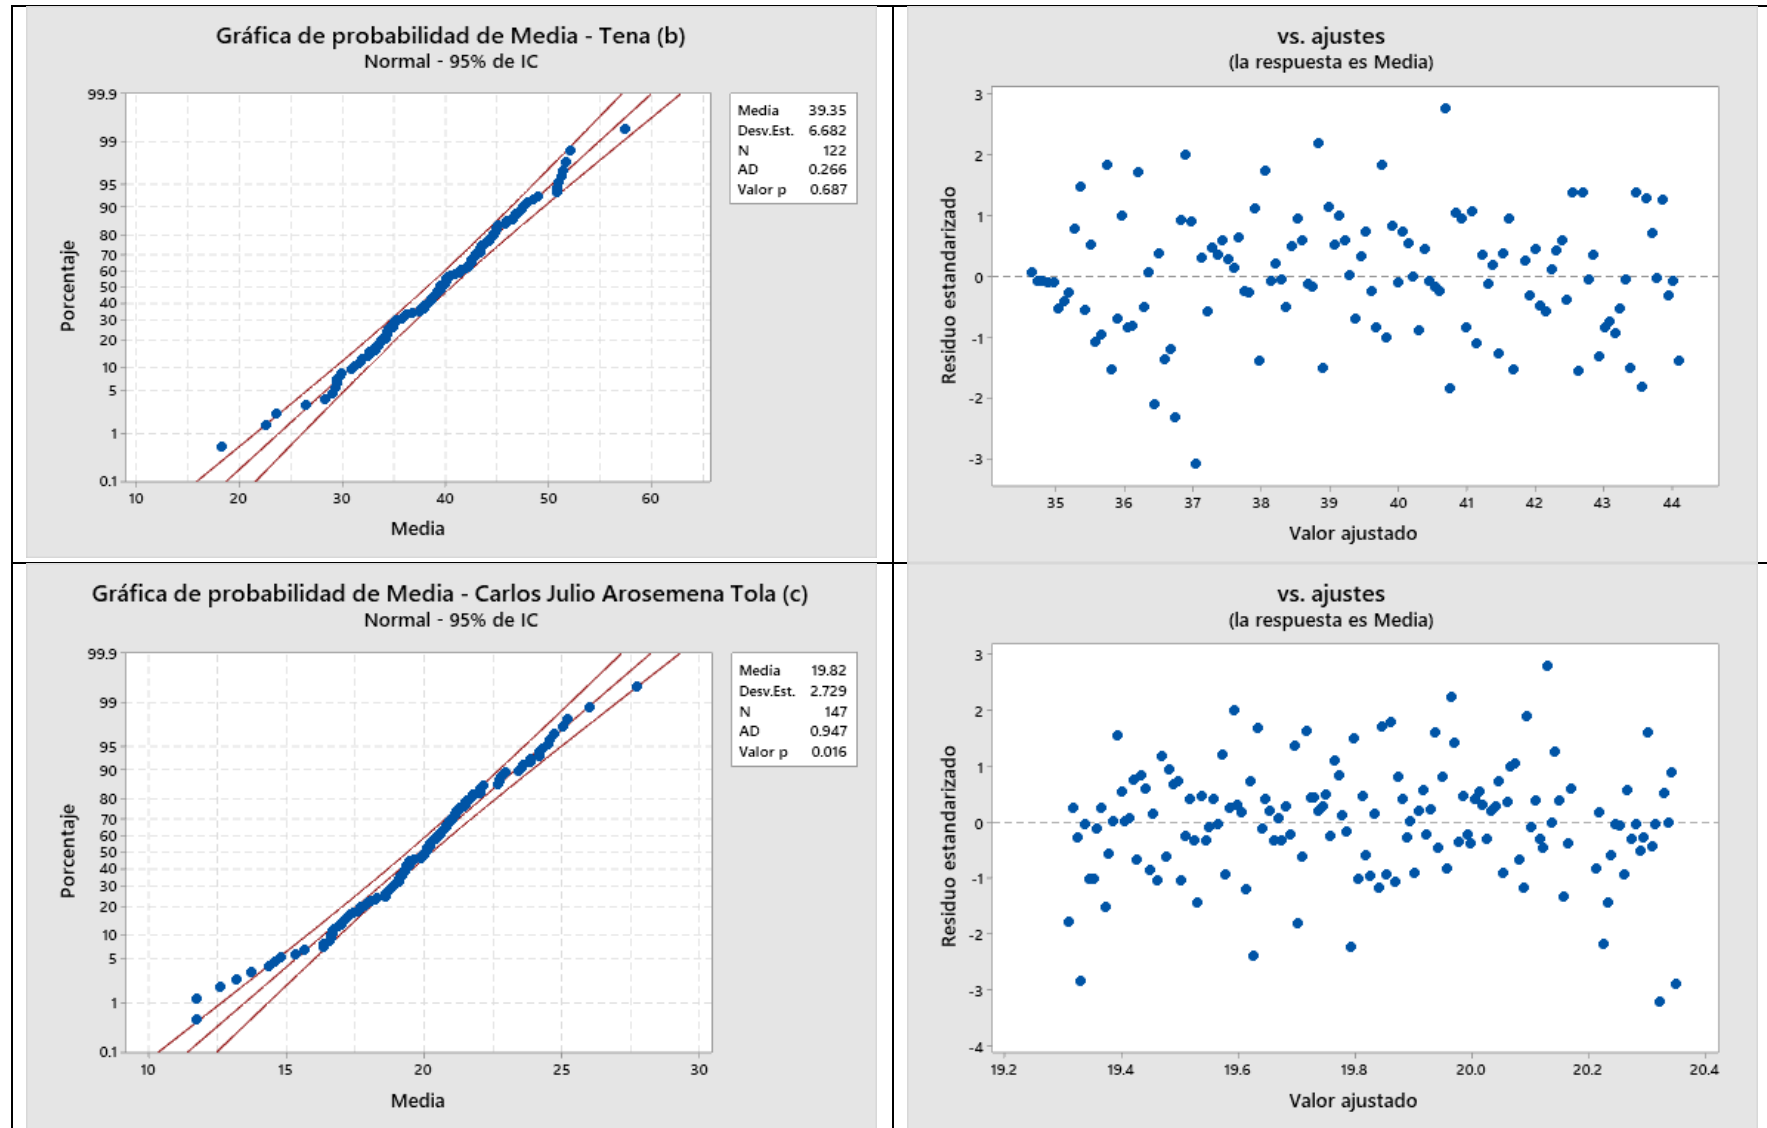 Gráfica de probabilidad de Media - Tena (b)
Normal - 95% de IC
99.9
99
95
90
80
70
60
50
40
30
20
10
5
1
0.1
Porcentaje
10 20 30 40 50 60
Media
Media 39.35
Desv.Est. 6.682
N 122
AD 0.266
Valor p 0.687
vs. ajustes
(la respuesta es Media)
3
2
1
0
-1
-2
-3
Residuo estandarizado
35 36 37 38 39 40 41 42 43 44
Valor ajustado
Gráfica de probabilidad de Media - Carlos Julio Arosemena Tola (c)
Normal - 95% de IC
99.9
99
95
90
80
70
60
50
40
30
20
10
5
1
0.1
Porcentaje
10 15 20 25 30
Media
Media 19.82
Desv.Est. 2.729
N 147
AD 0.947
Valor p 0.016
vs. ajustes
(la respuesta es Media)
3
2
1
0
-1
-2
-3
-4
Residuo estandarizado
19.2 19.4 19.6 19.8 20.0 20.2 20.4
Valor ajustado